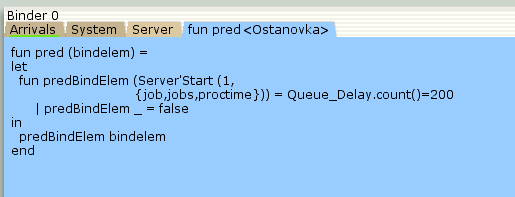 Binder 0
Arrivals System Server fun pred <Ostanovka>
fun pred (bindelem) =
let
fun predBindElem (Server'Start (1,
{job,jobs,proctime})) = Queue_Delay.count()=200
| predBindElem _ = false
in
predBindElem bindelem
end